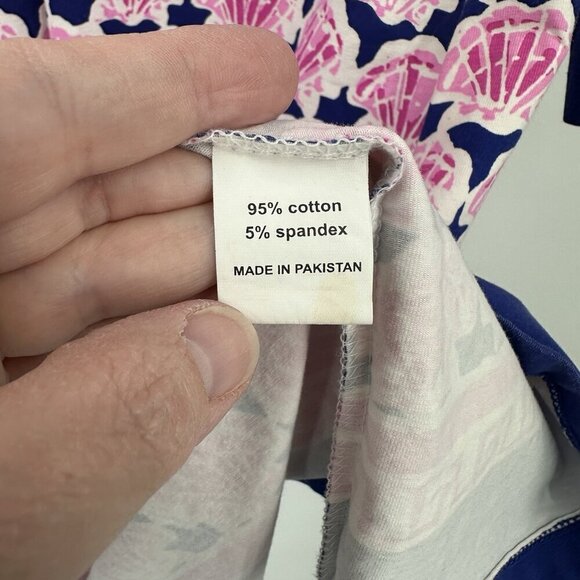 95% cotton
5% spandex
MADE IN PAKISTAN